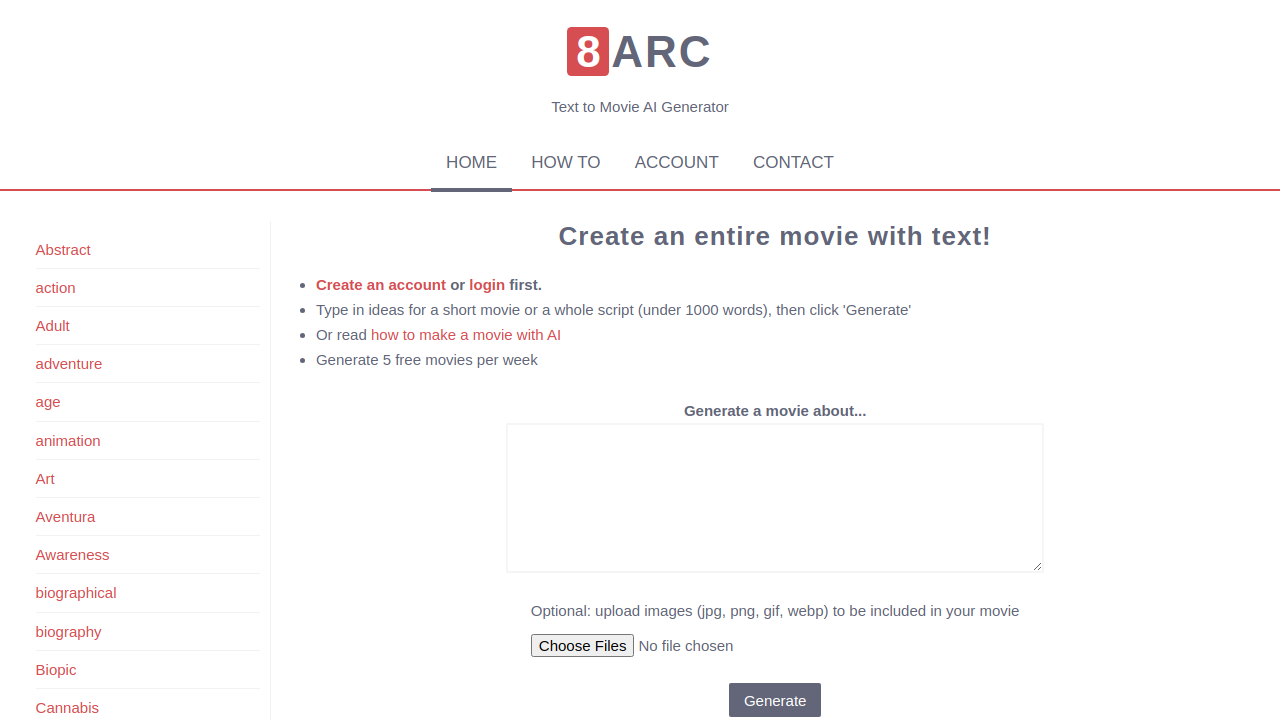 8ARC
Text to Movie AI Generator
HOME HOW TO ACCOUNT CONTACT
Abstract
action
Adult
adventure
age
animation
Art
Aventura
Awareness
biographical
biography
Biopic
Cannabis
Create an entire movie with text!
Create an account or login first.
Type in ideas for a short movie or a whole script (under 1000 words), then click 'Generate'
Or read how to make a movie with AI
Generate 5 free movies per week
Generate a movie about...
Optional: upload images (jpg, png, gif, webp) to be included in your movie
Choose Files No file chosen
Generate